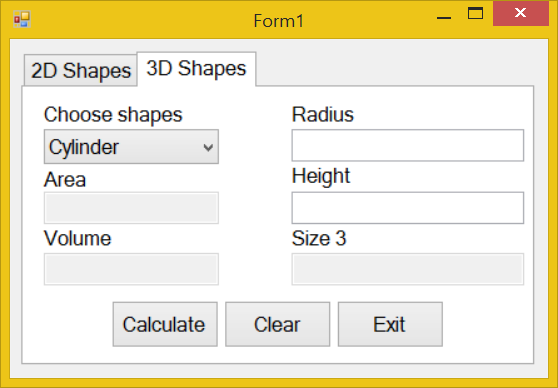 Form1
2D Shapes
3D Shapes
Choose shapes
Radius
Cylinder
Area
Height
Volume
Size 3
Calculate
Clear
Exit